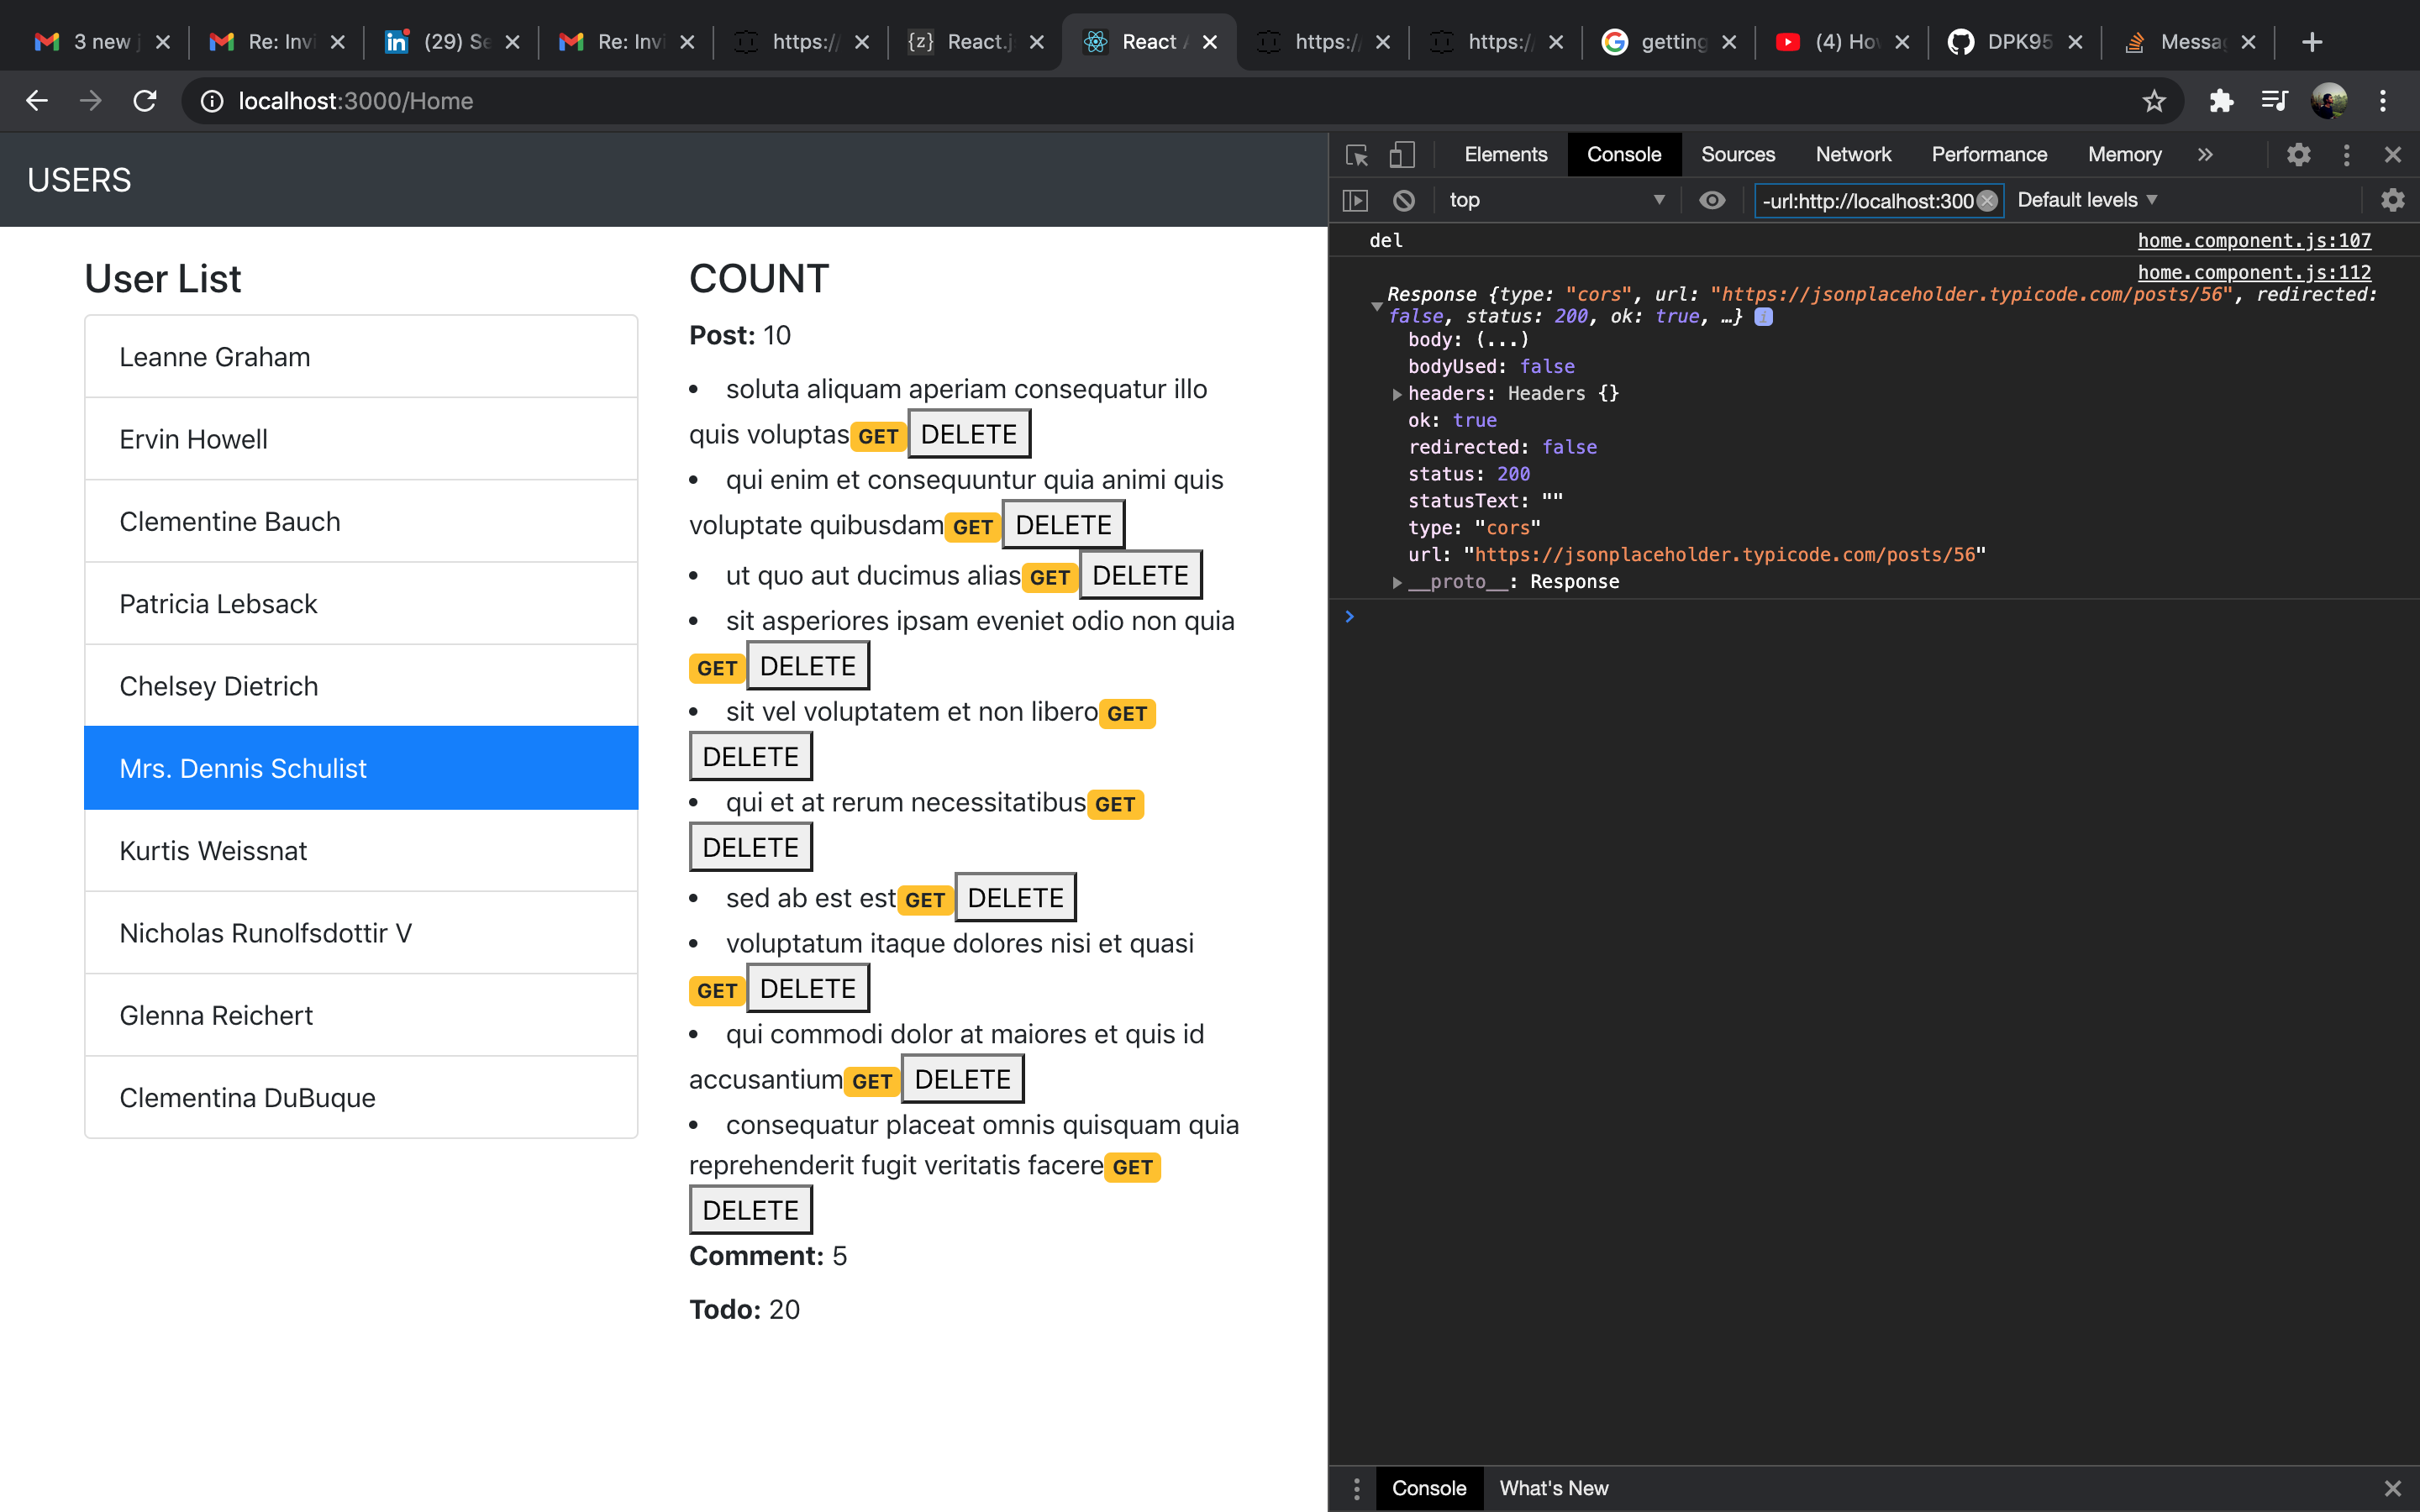 3 new j
Re: Invi
(29) Se
Re: Invi
https:/
{z} React.j
React A
https:/
https:/
getting
(4) Hov
DPK95
Messa
localhost:3000/Home
USERS
User List
Leanne Graham
Ervin Howell
Clementine Bauch
Patricia Lebsack
Chelsey Dietrich
Mrs. Dennis Schulist
Kurtis Weissnat
Nicholas Runolfsdottir V
Glenna Reichert
Clementina DuBuque
COUNT
Post: 10
• soluta aliquam aperiam consequatur illo
quis voluptas GET DELETE
• qui enim et consequuntur quia animi quis
voluptate quibusdam GET DELETE
• ut quo aut ducimus alias GET DELETE
• sit asperiores ipsam eveniet odio non quia
GET DELETE
• sit vel voluptatem et non libero GET
DELETE
• qui et at rerum necessitatibus GET
DELETE
• sed ab est est GET DELETE
• voluptatum itaque dolores nisi et quasi
GET DELETE
• qui commodi dolor at maiores et quis id
accusantium GET DELETE
• consequatur placeat omnis quisquam quia
reprehenderit fugit veritatis facere GET
DELETE
Comment: 5
Todo: 20
Elements Console Sources Network Performance Memory »
top -url:http://localhost:300 Default levels
del home.component.js:107
home.component.js:112
Response {type: "cors", url: "https://jsonplaceholder.typicode.com/posts/56", redirected:
false, status: 200, ok: true, …}
body: (...)
bodyUsed: false
headers: Headers {}
ok: true
redirected: false
status: 200
statusText: ""
type: "cors"
url: "https://jsonplaceholder.typicode.com/posts/56"
__proto__: Response
Console What's New